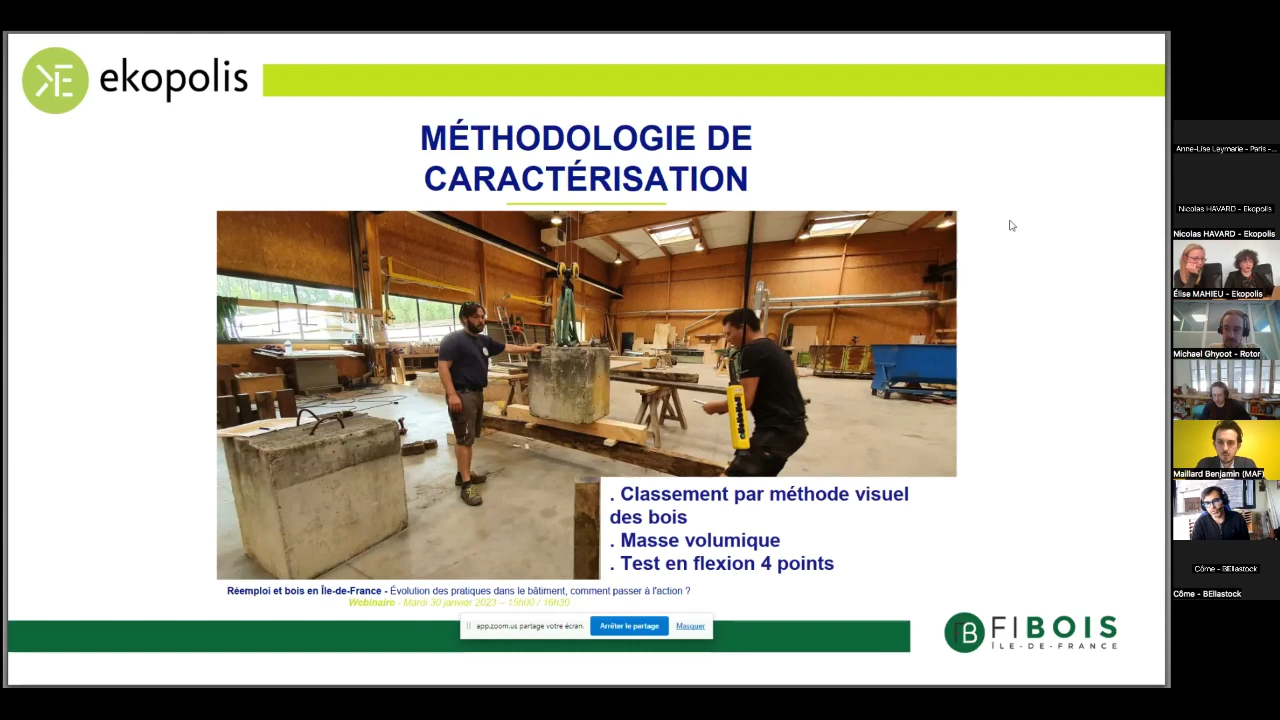 ekopolis
MÉTHODOLOGIE DE
CARACTÉRISATION
. Classement par méthode visuel
des bois
. Masse volumique
. Test en flexion 4 points
Réemploi et bois en Île-de-France - Évolution des pratiques dans le bâtiment, comment passer à l'action ?
Webinaire - Mardi 30 janvier 2023 – 15h00 / 16h30
app.zoom.us partage votre écran.
Arrêter le partage
Masquer
FIBOIS
ÎLE-DE-FRANCE
Anne-Lise Leymarie - Paris -...
Nicolas HAVARD - Ekopolis
Nicolas HAVARD - Ekopolis
Élise MAHIEU - Ekopolis
Michael Ghyoot - Rotor
Maillard Benjamin (MAF)
Côme - BEllastock
Côme - BEllastock